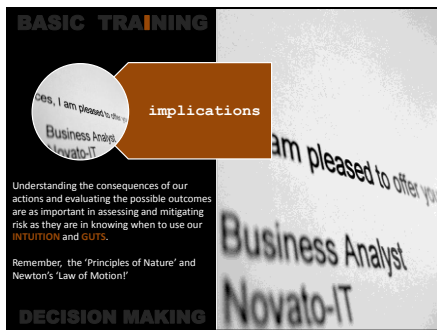 BASIC TRAINING
ces, I am pleased to offer you
Business Analyst
Novato-IT
implications
Understanding the consequences of our
actions and evaluating the possible outcomes
are as important in assessing and mitigating
risk as they are in knowing when to use our
INTUITION and GUTS.
Remember,  the ‘Principles of Nature’ and
Newton’s ‘Law of Motion!’
DECISION MAKING
am pleased to offer you
Business Analyst
Novato-IT